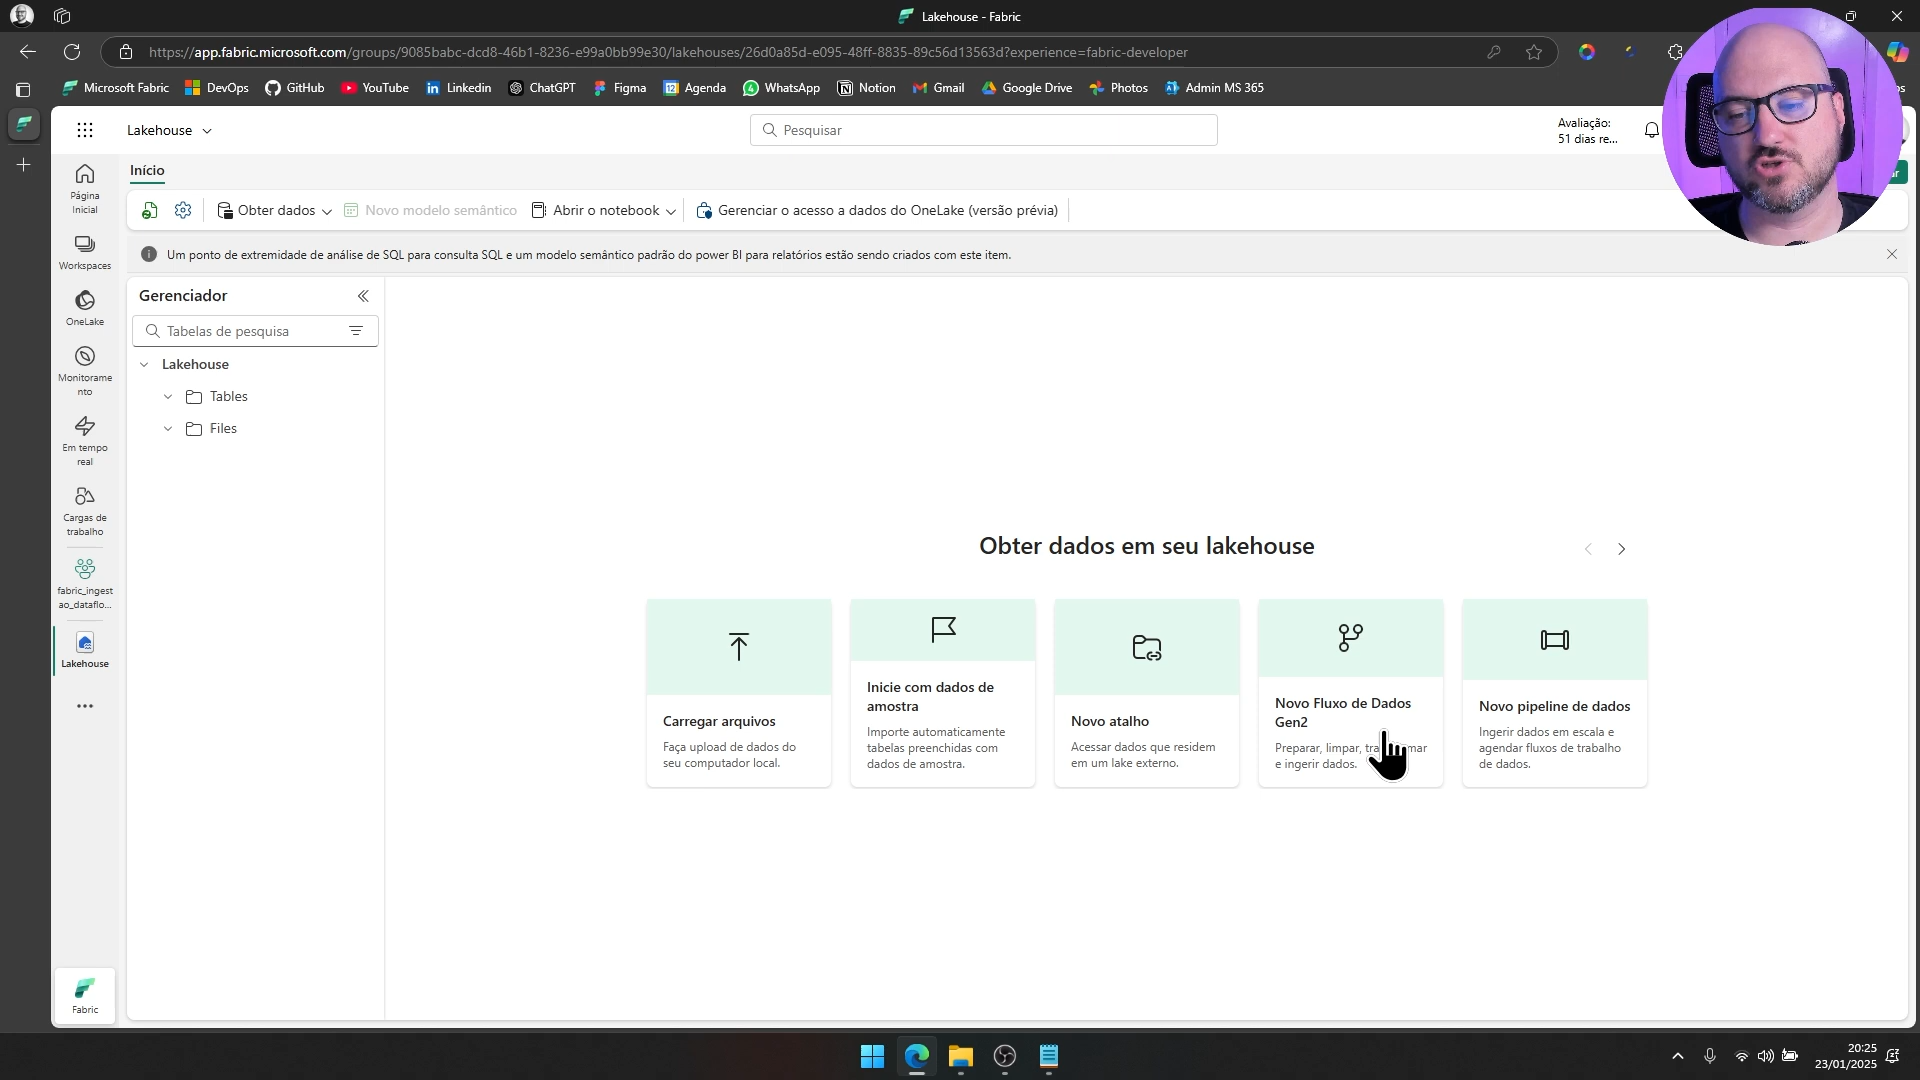 Lakehouse - Fabric
https://app.fabric.microsoft.com/groups/9085babc-dcd8-46b1-8236-e99a0bb99e30/lakehouses/26d0a85d-e095-48ff-8835-89c56d13563d?experience=fabric-developer
Microsoft Fabric
DevOps
GitHub
YouTube
Linkedin
ChatGPT
Figma
Agenda
WhatsApp
Notion
Gmail
Google Drive
Photos
Admin MS 365
Lakehouse
Pesquisar
Avaliação:
51 dias re...
Início
Obter dados
Novo modelo semântico
Abrir o notebook
Gerenciar o acesso a dados do OneLake (versão prévia)
Um ponto de extremidade de análise de SQL para consulta SQL e um modelo semântico padrão do power BI para relatórios estão sendo criados com este item.
Página
Inicial
Workspaces
OneLake
Monitorame
nto
Em tempo
real
Cargas de
trabalho
fabric_ingest
ao_dataflo...
Lakehouse
Fabric
Gerenciador
Tabelas de pesquisa
Lakehouse
Tables
Files
Obter dados em seu lakehouse
Carregar arquivos
Faça upload de dados do
seu computador local.
Inicie com dados de
amostra
Importe automaticamente
tabelas preenchidas com
dados de amostra.
Novo atalho
Acessar dados que residem
em um lake externo.
Novo Fluxo de Dados
Gen2
Preparar, limpar,
e ingerir dados.
Novo pipeline de dados
Ingerir dados em escala e
agendar fluxos de trabalho
de dados.
20:25
23/01/2025